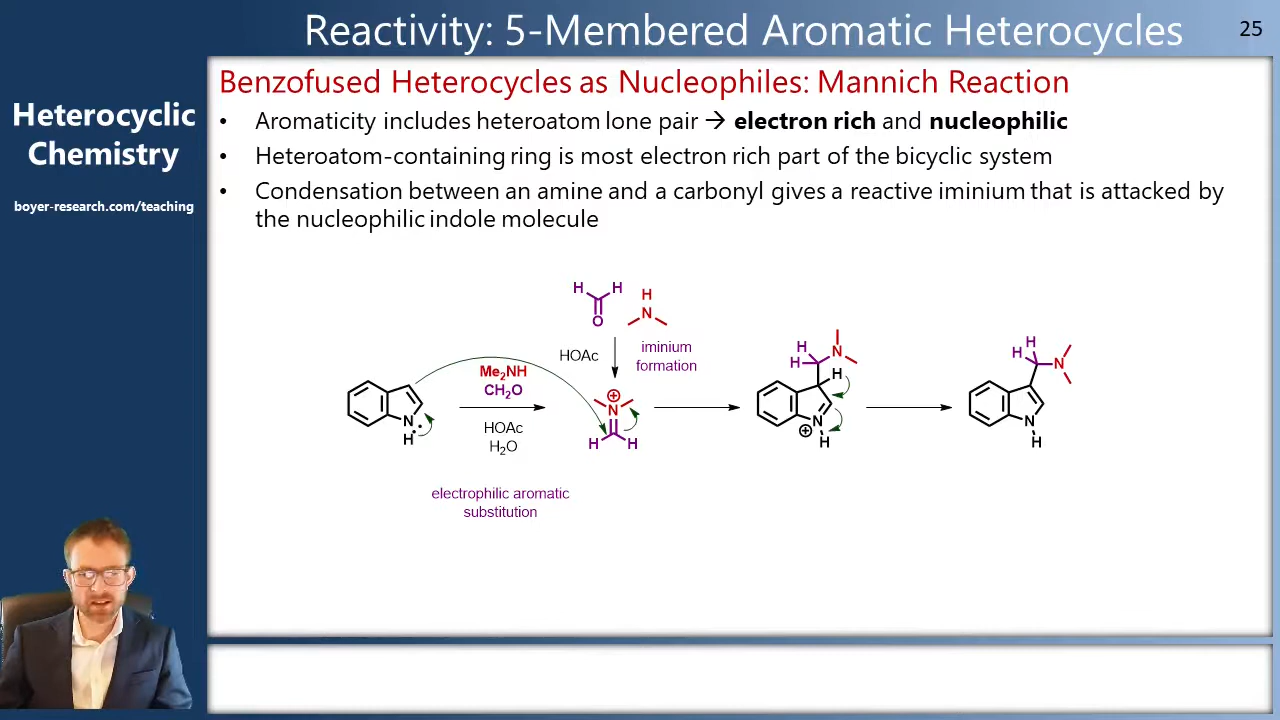 Reactivity: 5-Membered Aromatic Heterocycles
25
Heterocyclic
Chemistry
boyer-research.com/teaching
Benzofused Heterocycles as Nucleophiles: Mannich Reaction
• Aromaticity includes heteroatom lone pair → electron rich and nucleophilic
• Heteroatom-containing ring is most electron rich part of the bicyclic system
• Condensation between an amine and a carbonyl gives a reactive iminium that is attacked by
the nucleophilic indole molecule
H H
O
H
N
HOAc
iminium
formation
Me₂NH
CH₂O
HOAc
H₂O
N
H
⊕
N
H H
H
H
N
H
N
⊕
H
H
H
N
N
H
electrophilic aromatic
substitution